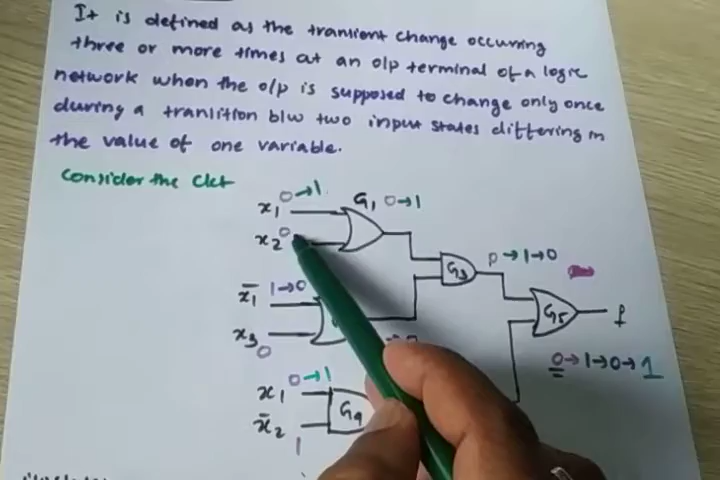 It is defined as the transient change occurring
three or more times at an o/p terminal of a logic
network when the o/p is supposed to change only once
during a tranlition b/w two input states differing in
the value of one variable.
Consider the Ckt
x₁ 0→1 G₁ 0→1
x₂ 0
G₃ P→1→0
x̄₁ 1→0
G₅ f
x₃ 0
0→1→0→1
x₁ 0→1
G₄
x̄₂ 1